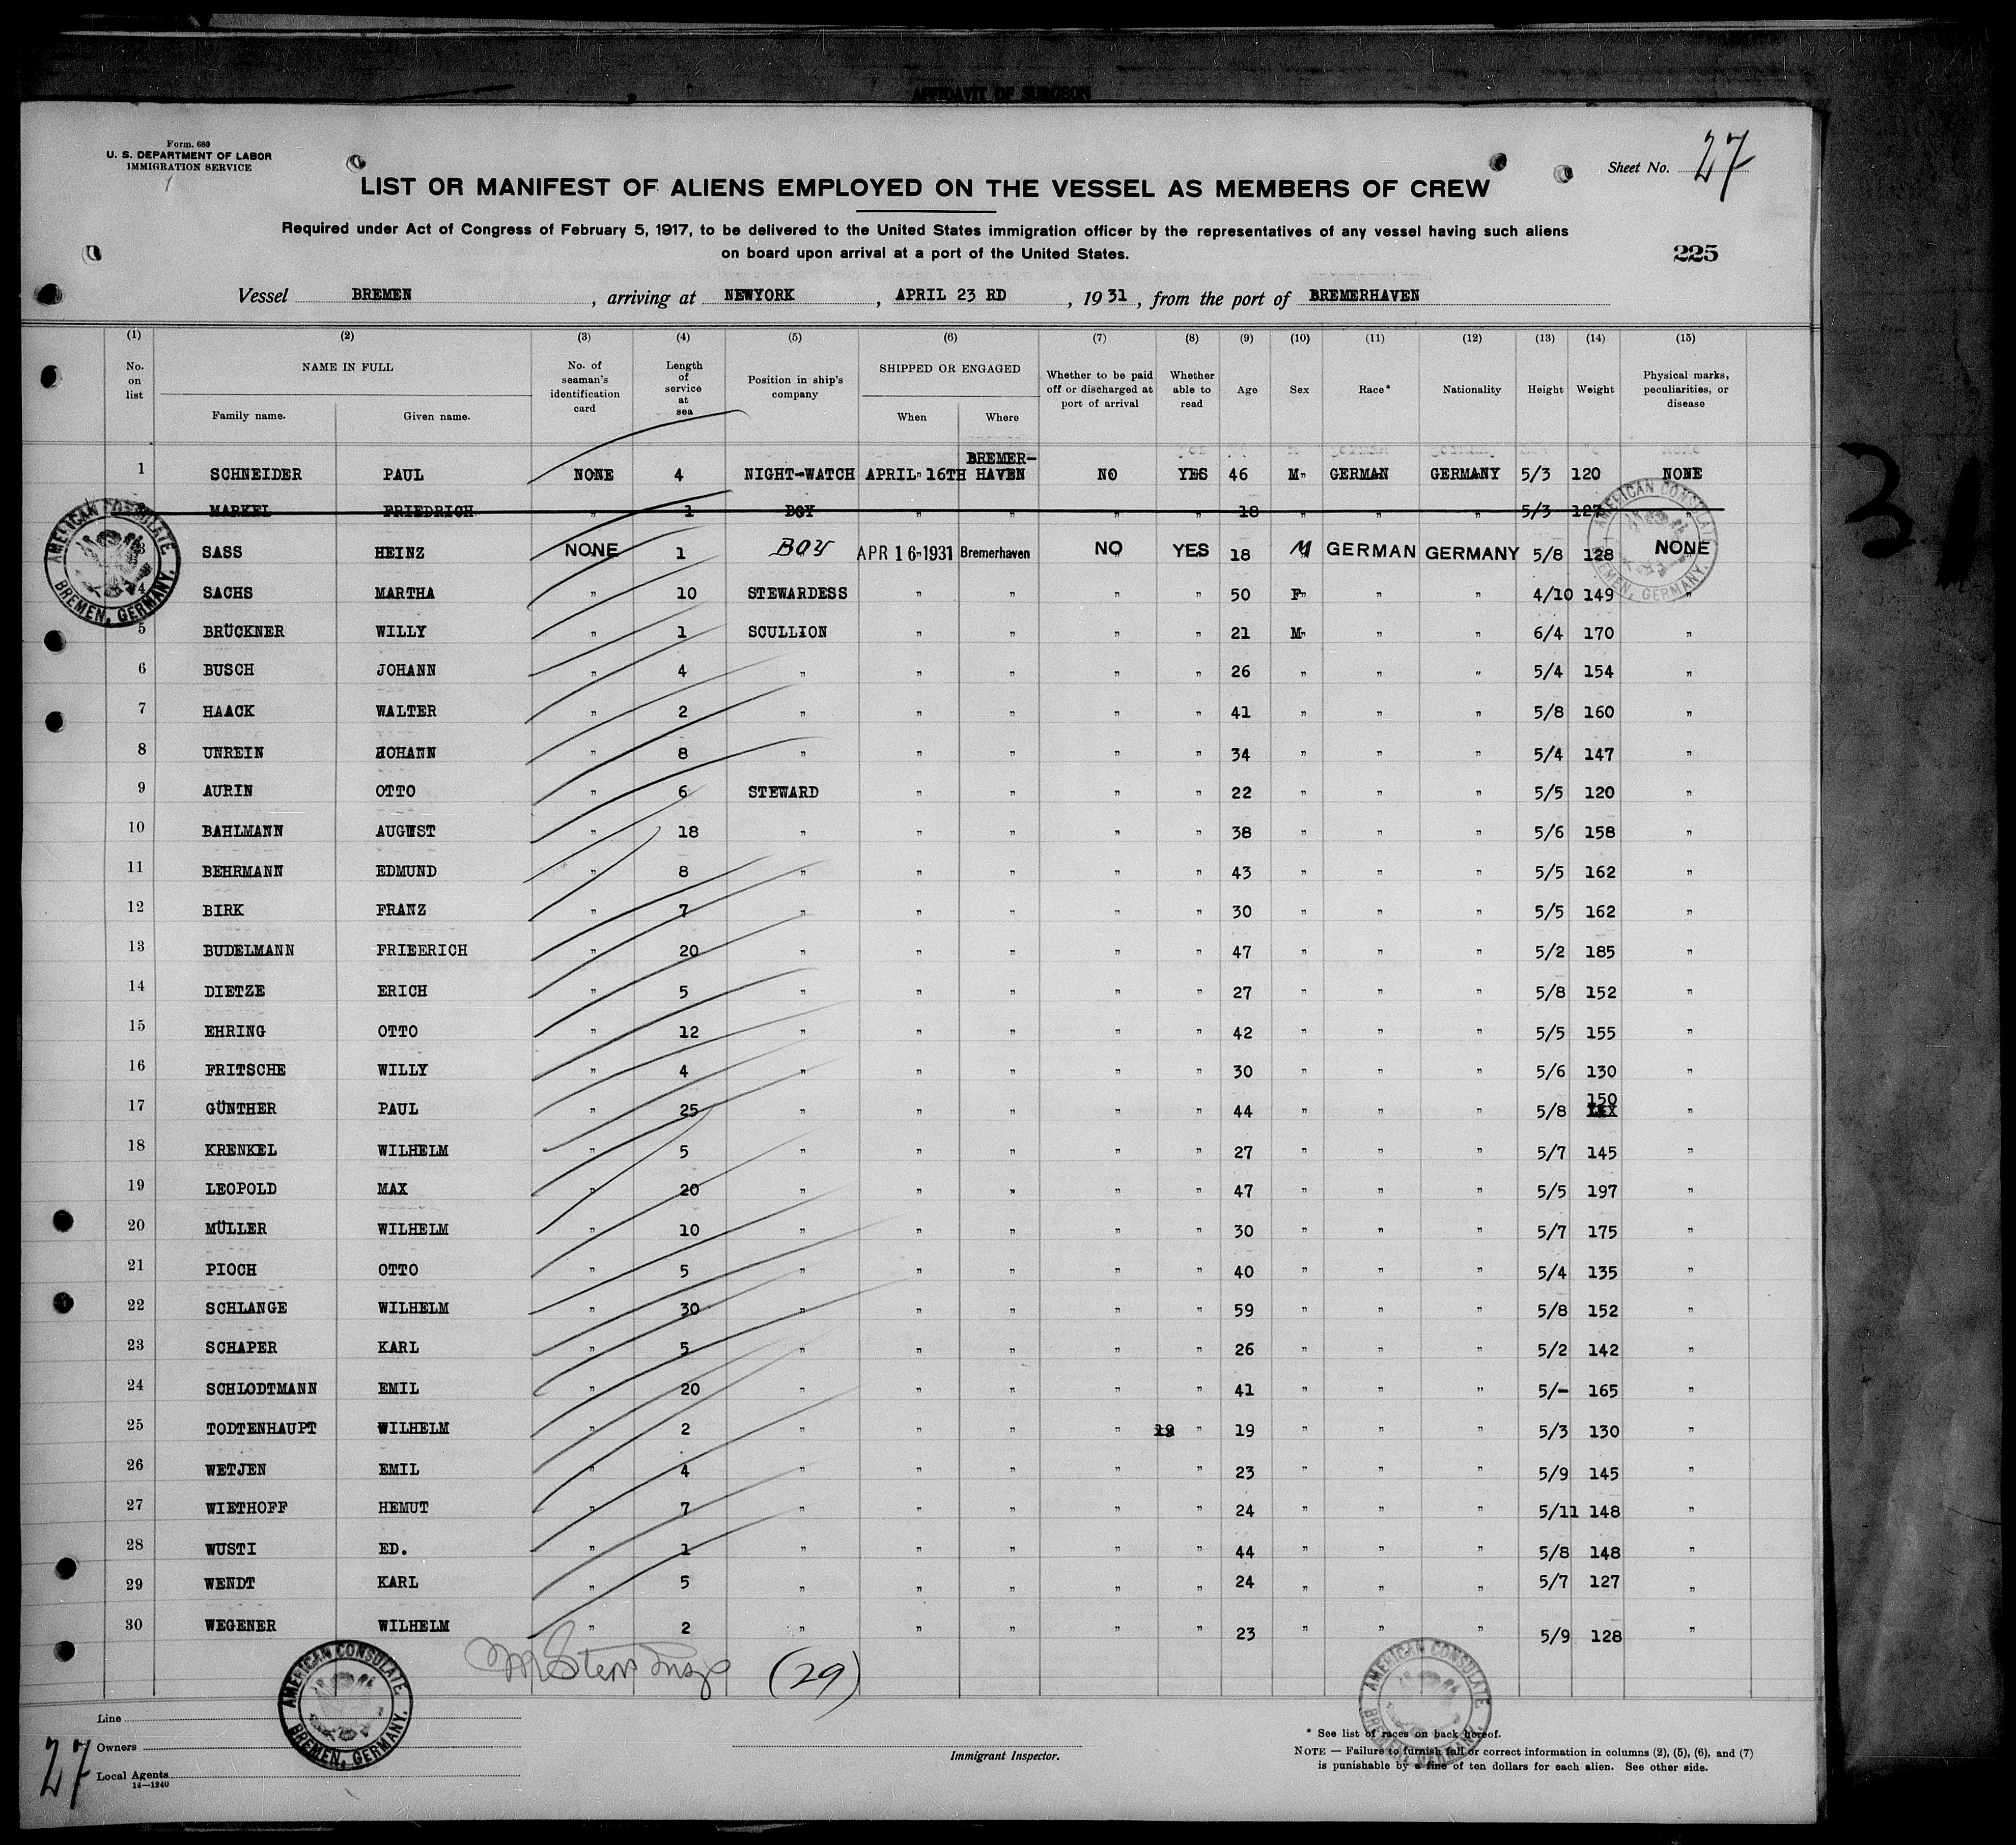 AFFIDAVIT OF SURGEON
Form. 680
U. S. DEPARTMENT OF LABOR
IMMIGRATION SERVICE
Sheet No. 27
LIST OR MANIFEST OF ALIENS EMPLOYED ON THE VESSEL AS MEMBERS OF CREW
Required under Act of Congress of February 5, 1917, to be delivered to the United States immigration officer by the representatives of any vessel having such aliens
on board upon arrival at a port of the United States.
225
Vessel BREMEN , arriving at NEWYORK , APRIL 23 RD , 1931 , from the port of BREMERHAVEN
(1) (2) (3) (4) (5) (6) (7) (8) (9) (10) (11) (12) (13) (14) (15)
No. on list NAME IN FULL Family name. Given name. No. of seaman's identification card Length of service at sea Position in ship's company SHIPPED OR ENGAGED When Where Whether to be paid off or discharged at port of arrival Whether able to read Age Sex Race* Nationality Height Weight Physical marks, peculiarities, or disease
1 SCHNEIDER PAUL NONE 4 NIGHT-WATCH APRIL" 16TH BREMER-HAVEN NO YES 46 M" GERMAN GERMANY 5/3 120 NONE
MARKEL FRIEDRICH " 1 BOY " " " " 18 " " " 5/3 127 "
SASS HEINZ NONE 1 BOY APR 16 1931 Bremerhaven NO YES 18 M GERMAN GERMANY 5/8 128 NONE
4 SACHS MARTHA " 10 STEWARDESS " " " " 50 F" " " 4/10 149 "
5 BRÜCKNER WILLY " 1 SCULLION " " " " 21 M" " " 6/4 170 "
6 BUSCH JOHANN " 4 " " " " " 26 " " " 5/4 154 "
7 HAACK WALTER " 2 " " " " " 41 " " " 5/8 160 "
8 UNREIN HOHANN " 8 " " " " " 34 " " " 5/4 147 "
9 AURIN OTTO " 6 STEWARD " " " " 22 " " " 5/5 120 "
10 BAHLMANN AUGUST " 18 " " " " " 38 " " " 5/6 158 "
11 BEHRMANN EDMUND " 8 " " " " " 43 " " " 5/5 162 "
12 BIRK FRANZ " 7 " " " " " 30 " " " 5/5 162 "
13 BUDELMANN FRIEERICH " 20 " " " " " 47 " " " 5/2 185 "
14 DIETZE ERICH " 5 " " " " " 27 " " " 5/8 152 "
15 EHRING OTTO " 12 " " " " " 42 " " " 5/5 155 "
16 FRITSCHE WILLY " 4 " " " " " 30 " " " 5/6 130 "
17 GÜNTHER PAUL " 25 " " " " " 44 " " " 5/8 150 "
18 KRENKEL WILHELM " 5 " " " " " 27 " " " 5/7 145 "
19 LEOPOLD MAX " 20 " " " " " 47 " " " 5/5 197 "
20 MÜLLER WILHELM " 10 " " " " " 30 " " " 5/7 175 "
21 PIOCH OTTO " 5 " " " " " 40 " " " 5/4 135 "
22 SCHLANGE WILHELM " 30 " " " " " 59 " " " 5/8 152 "
23 SCHAPER KARL " 5 " " " " " 26 " " " 5/2 142 "
24 SCHLODTMANN EMIL " 20 " " " " " 41 " " " 5/- 165 "
25 TODTENHAUPT WILHELM " 2 " " " " 19 " 19 " " " 5/3 130 "
26 WETJEN EMIL " 4 " " " " " 23 " " " 5/9 145 "
27 WIETHOFF HEMUT " 7 " " " " " 24 " " " 5/11 148 "
28 WUSTI ED. " 1 " " " " " 44 " " " 5/8 148 "
29 WENDT KARL " 5 " " " " " 24 " " " 5/7 127 "
30 WEGENER WILHELM " 2 " " " " " 23 " " " 5/9 128 "
(29)
AMERICAN CONSULATE
BREMEN, GERMANY.
AMERICAN CONSULATE
BREMEN, GERMANY.
AMERICAN CONSULATE
BREMEN, GERMANY.
AMERICAN CONSULATE
BREMEN, GERMANY.
Line
Owners
Local Agents
14—1240
27
Immigrant Inspector.
* See list of races on back hereof.
NOTE — Failure to furnish full or correct information in columns (2), (5), (6), and (7)
is punishable by a fine of ten dollars for each alien. See other side.
31